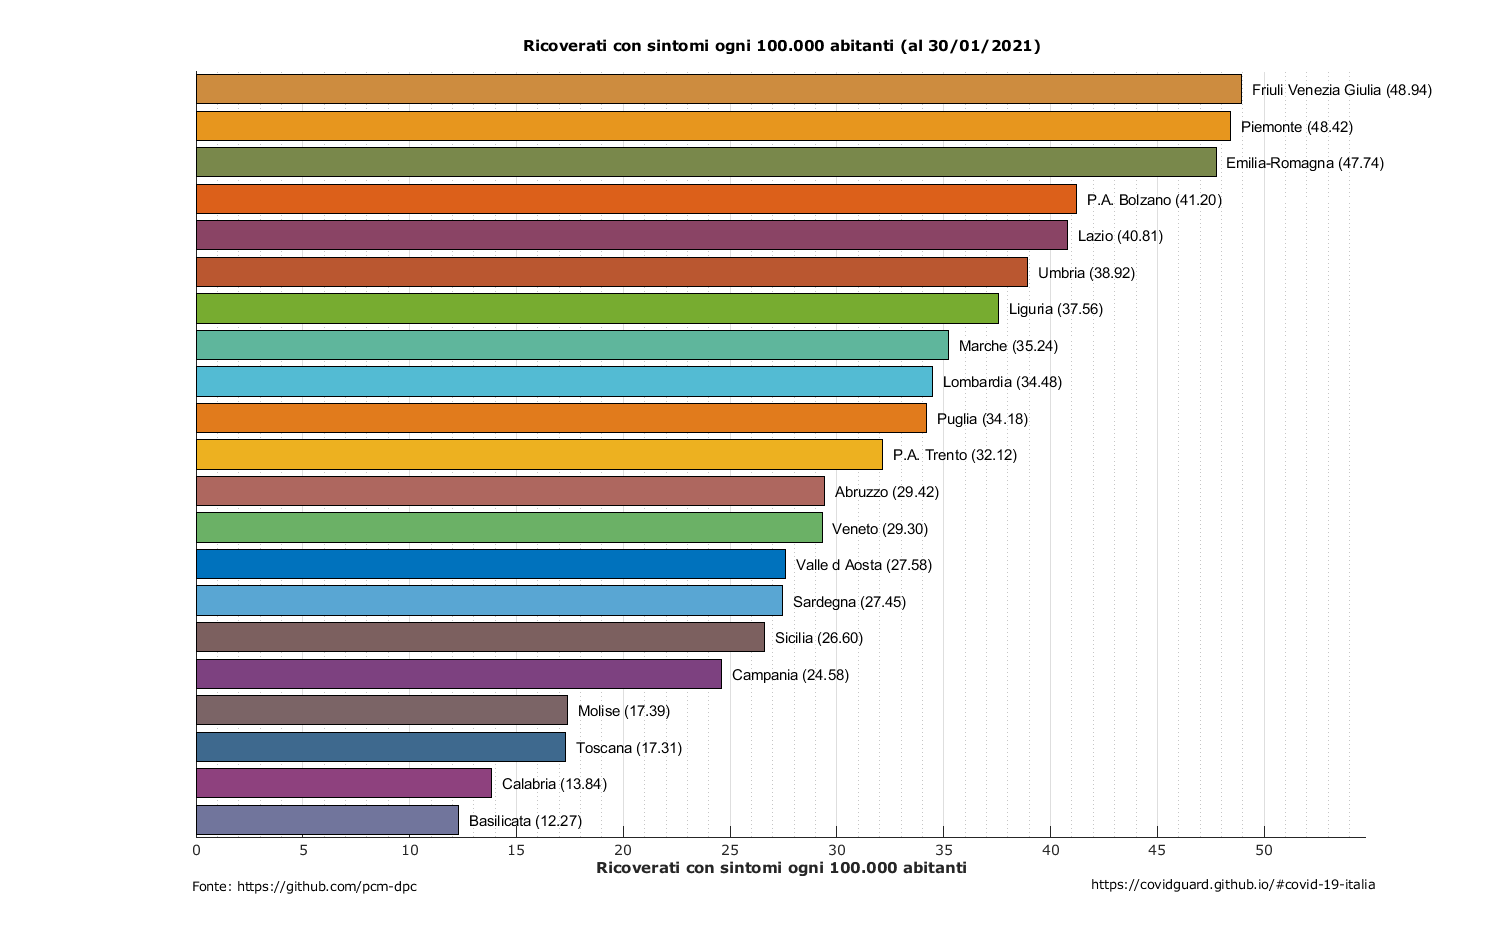 Ricoverati con sintomi ogni 100.000 abitanti (al 30/01/2021)
Friuli Venezia Giulia (48.94)
Piemonte (48.42)
Emilia-Romagna (47.74)
P.A. Bolzano (41.20)
Lazio (40.81)
Umbria (38.92)
Liguria (37.56)
Marche (35.24)
Lombardia (34.48)
Puglia (34.18)
P.A. Trento (32.12)
Abruzzo (29.42)
Veneto (29.30)
Valle d Aosta (27.58)
Sardegna (27.45)
Sicilia (26.60)
Campania (24.58)
Molise (17.39)
Toscana (17.31)
Calabria (13.84)
Basilicata (12.27)
0 5 10 15 20 25 30 35 40 45 50
Ricoverati con sintomi ogni 100.000 abitanti
Fonte: https://github.com/pcm-dpc
https://covidguard.github.io/#covid-19-italia